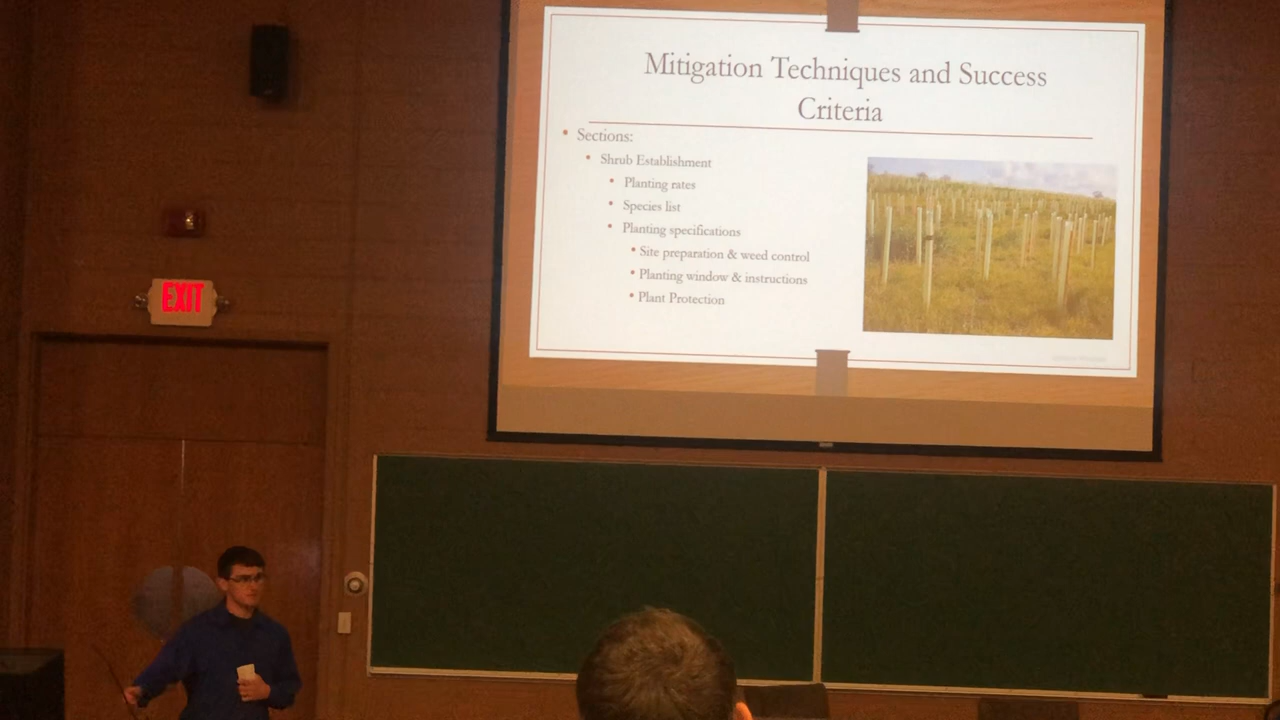 Mitigation Techniques and Success
Criteria
• Sections:
• Shrub Establishment
• Planting rates
• Species list
• Planting specifications
• Site preparation & weed control
• Planting window & instructions
• Plant Protection
EXIT